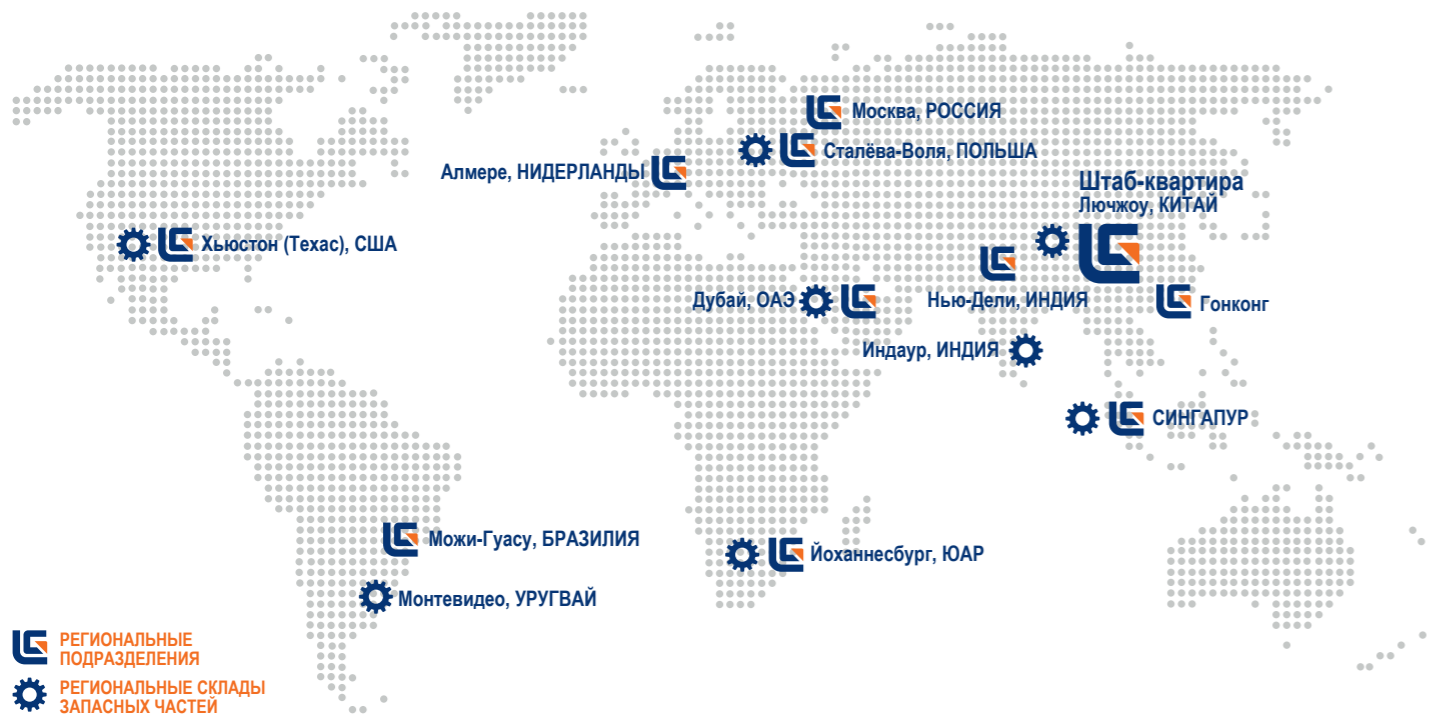 Москва, РОССИЯ
Сталёва-Воля, ПОЛЬША
Алмере, НИДЕРЛАНДЫ
Штаб-квартира
Лючжоу, КИТАЙ
Хьюстон (Техас), США
Дубай, ОАЭ
Нью-Дели, ИНДИЯ
Гонконг
Индаур, ИНДИЯ
СИНГАПУР
Можи-Гуасу, БРАЗИЛИЯ
Йоханнесбург, ЮАР
Монтевидео, УРУГВАЙ
РЕГИОНАЛЬНЫЕ
ПОДРАЗДЕЛЕНИЯ
РЕГИОНАЛЬНЫЕ СКЛАДЫ
ЗАПАСНЫХ ЧАСТЕЙ